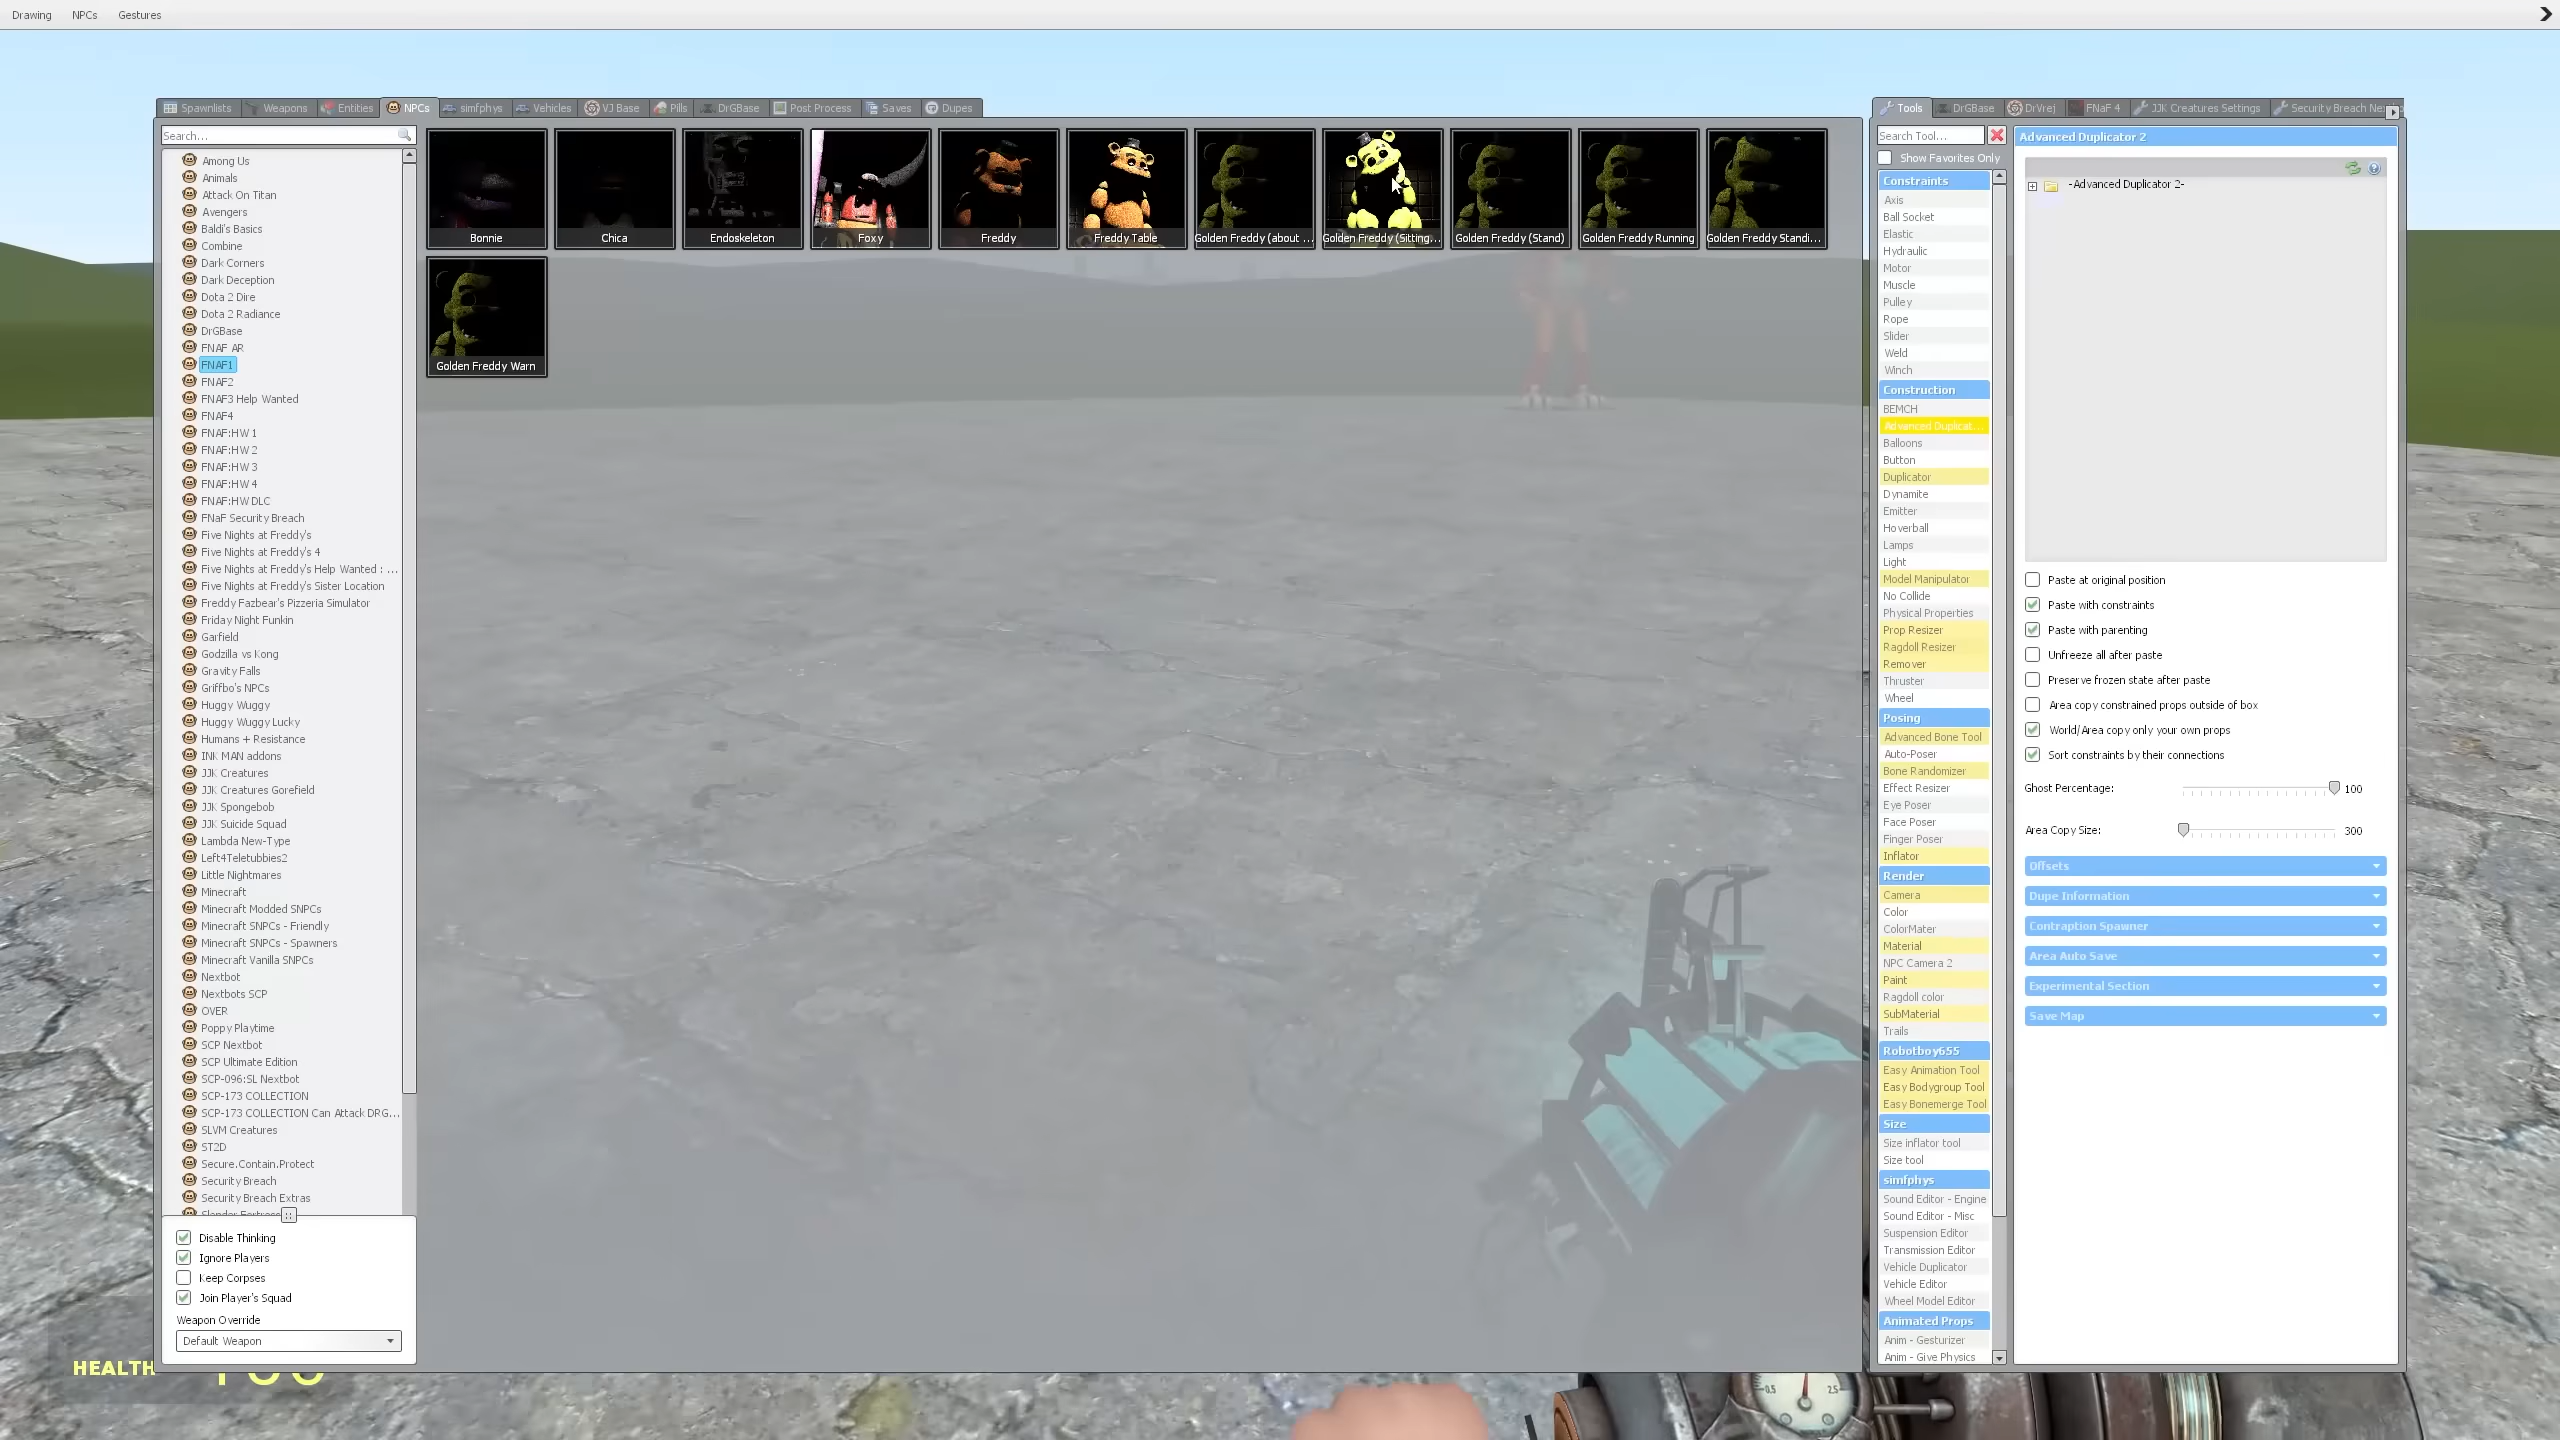 Drawing NPCs Gestures
Spawnlists Weapons Entities NPCs simfphys Vehicles VJ Base Pills DrGBase Post Process Saves Dupes
Search...
Among Us
Animals
Attack On Titan
Avengers
Baldi's Basics
Combine
Dark Corners
Dark Deception
Dota 2 Dire
Dota 2 Radiance
DrGBase
FNAF AR
FNAF1
FNAF2
FNAF3 Help Wanted
FNAF4
FNAF:HW 1
FNAF:HW 2
FNAF:HW 3
FNAF:HW 4
FNAF:HW DLC
FNaF Security Breach
Five Nights at Freddy's
Five Nights at Freddy's 4
Five Nights at Freddy's Help Wanted : ...
Five Nights at Freddy's Sister Location
Freddy Fazbear's Pizzeria Simulator
Friday Night Funkin
Garfield
Godzilla vs Kong
Gravity Falls
Griffbo's NPCs
Huggy Wuggy
Huggy Wuggy Lucky
Humans + Resistance
INK MAN addons
JJK Creatures
JJK Creatures Gorefield
JJK Spongebob
JJK Suicide Squad
Lambda New-Type
Left4Teletubbies2
Little Nightmares
Minecraft
Minecraft Modded SNPCs
Minecraft SNPCs - Friendly
Minecraft SNPCs - Spawners
Minecraft Vanilla SNPCs
Nextbot
Nextbots SCP
OVER
Poppy Playtime
SCP Nextbot
SCP Ultimate Edition
SCP-096:SL Nextbot
SCP-173 COLLECTION
SCP-173 COLLECTION Can Attack DRG...
SLVM Creatures
ST2D
Secure.Contain.Protect
Security Breach
Security Breach Extras
Disable Thinking
Ignore Players
Keep Corpses
Join Player's Squad
Weapon Override
Default Weapon
HEALTH
Bonnie Chica Endoskeleton Foxy Freddy Freddy Table Golden Freddy (about ... Golden Freddy (Sitting... Golden Freddy (Stand) Golden Freddy Running Golden Freddy Standi...
Golden Freddy Warn
Tools DrGBase DrVrej FNaF 4 JJK Creatures Settings Security Breach
Search Tool...
Show Favorites Only
Constraints
Axis
Ball Socket
Elastic
Hydraulic
Motor
Muscle
Pulley
Rope
Slider
Weld
Winch
Construction
BEMCH
Advanced Duplicat...
Balloons
Button
Duplicator
Dynamite
Emitter
Hoverball
Lamps
Light
Model Manipulator
No Collide
Physical Properties
Prop Resizer
Ragdoll Resizer
Remover
Thruster
Wheel
Posing
Advanced Bone Tool
Auto-Poser
Bone Randomizer
Effect Resizer
Eye Poser
Face Poser
Finger Poser
Inflator
Render
Camera
Color
ColorMater
Material
NPC Camera 2
Paint
Ragdoll color
SubMaterial
Trails
Robotboy655
Easy Animation Tool
Easy Bodygroup Tool
Easy Bonemerge Tool
Size
Size inflator tool
Size tool
simfphys
Sound Editor - Engine
Sound Editor - Misc
Suspension Editor
Transmission Editor
Vehicle Duplicator
Vehicle Editor
Wheel Model Editor
Animated Props
Anim - Gesturizer
Anim - Give Physics
Advanced Duplicator 2
-Advanced Duplicator 2-
Paste at original position
Paste with constraints
Paste with parenting
Unfreeze all after paste
Preserve frozen state after paste
Area copy constrained props outside of box
World/Area copy only your own props
Sort constraints by their connections
Ghost Percentage: 100
Area Copy Size: 300
Offsets
Dupe Information
Contraption Spawner
Area Auto Save
Experimental Section
Save Map